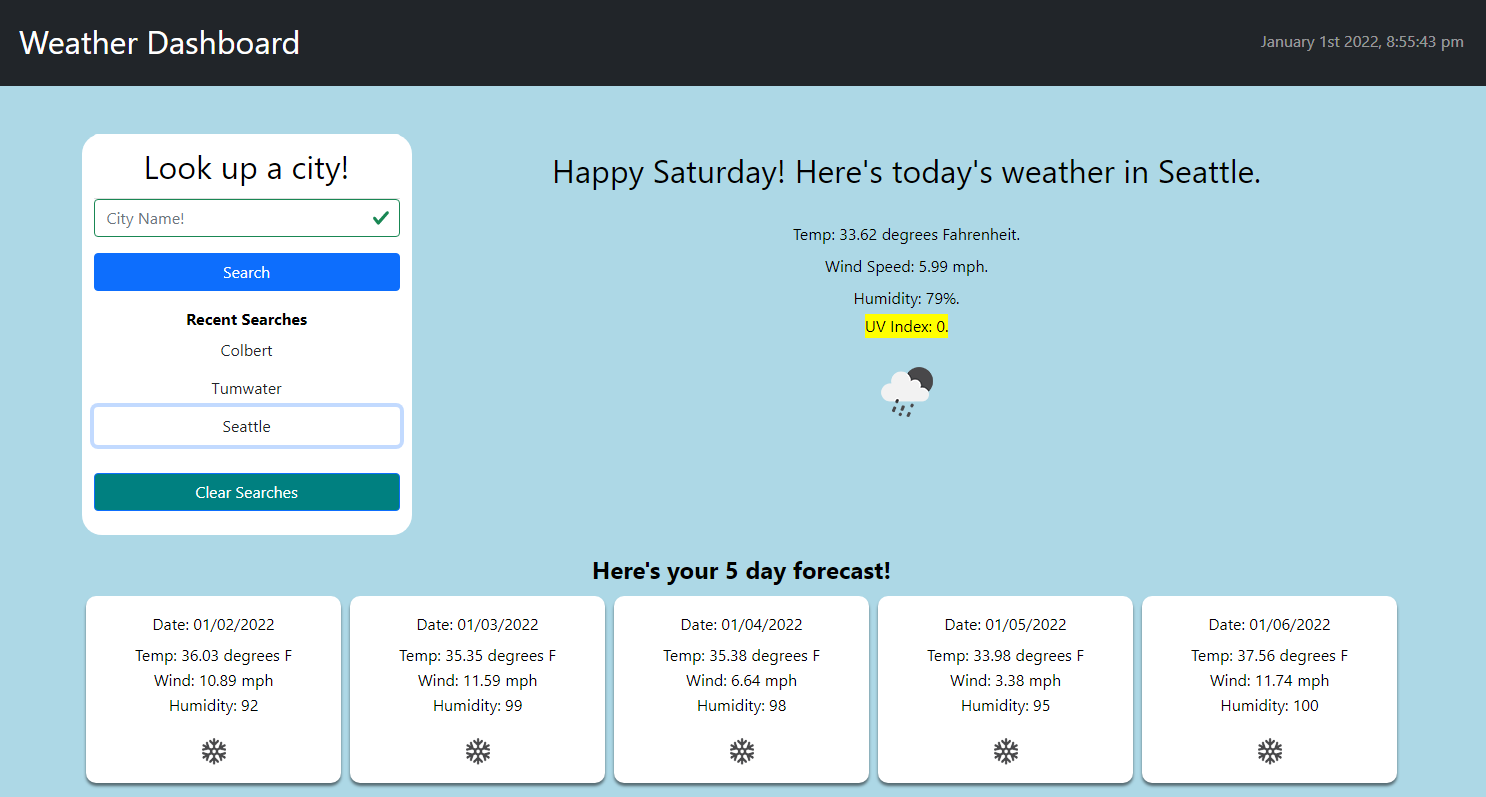 Weather Dashboard
January 1st 2022, 8:55:43 pm
Look up a city!
City Name!
Search
Recent Searches
Colbert
Tumwater
Seattle
Clear Searches
Happy Saturday! Here's today's weather in Seattle.
Temp: 33.62 degrees Fahrenheit.
Wind Speed: 5.99 mph.
Humidity: 79%.
UV Index: 0.
Here's your 5 day forecast!
Date: 01/02/2022
Temp: 36.03 degrees F
Wind: 10.89 mph
Humidity: 92
Date: 01/03/2022
Temp: 35.35 degrees F
Wind: 11.59 mph
Humidity: 99
Date: 01/04/2022
Temp: 35.38 degrees F
Wind: 6.64 mph
Humidity: 98
Date: 01/05/2022
Temp: 33.98 degrees F
Wind: 3.38 mph
Humidity: 95
Date: 01/06/2022
Temp: 37.56 degrees F
Wind: 11.74 mph
Humidity: 100